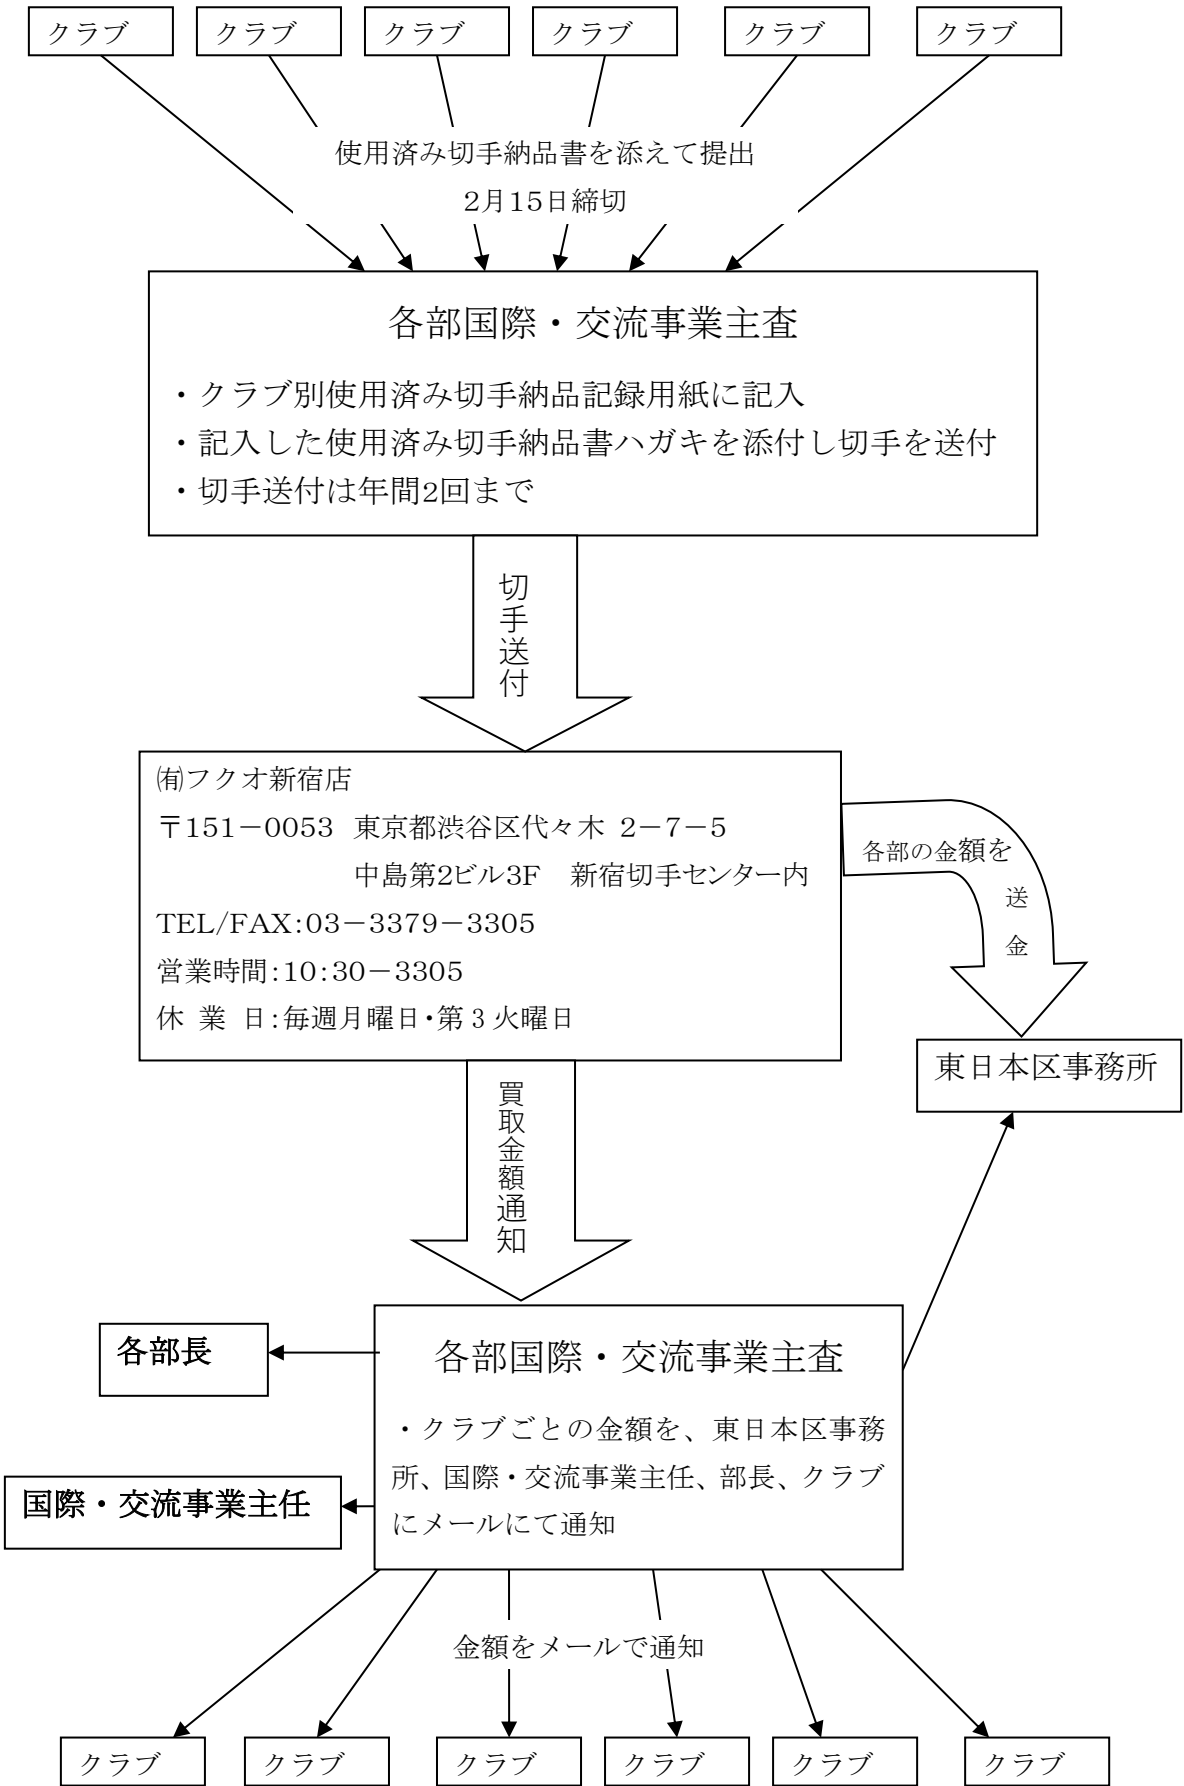 クラブ
クラブ
クラブ
クラブ
クラブ
クラブ
使用済み切手納品書を添えて提出
2月15日締切
各部国際・交流事業主査
・クラブ別使用済み切手納品記録用紙に記入
・記入した使用済み切手納品書ハガキを添付し切手を送付
・切手送付は年間2回まで
切手送付
㈲フクオ新宿店
〒151－0053 東京都渋谷区代々木 2－7－5
中島第2ビル3F 新宿切手センター内
TEL/FAX:03－3379－3305
営業時間:10:30－3305
休 業 日:毎週月曜日・第3火曜日
各部の金額を
送
金
東日本区事務所
買取金額通知
各部長
各部国際・交流事業主査
・クラブごとの金額を、東日本区事務
所、国際・交流事業主任、部長、クラブ
にメールにて通知
国際・交流事業主任
金額をメールで通知
クラブ
クラブ
クラブ
クラブ
クラブ
クラブ